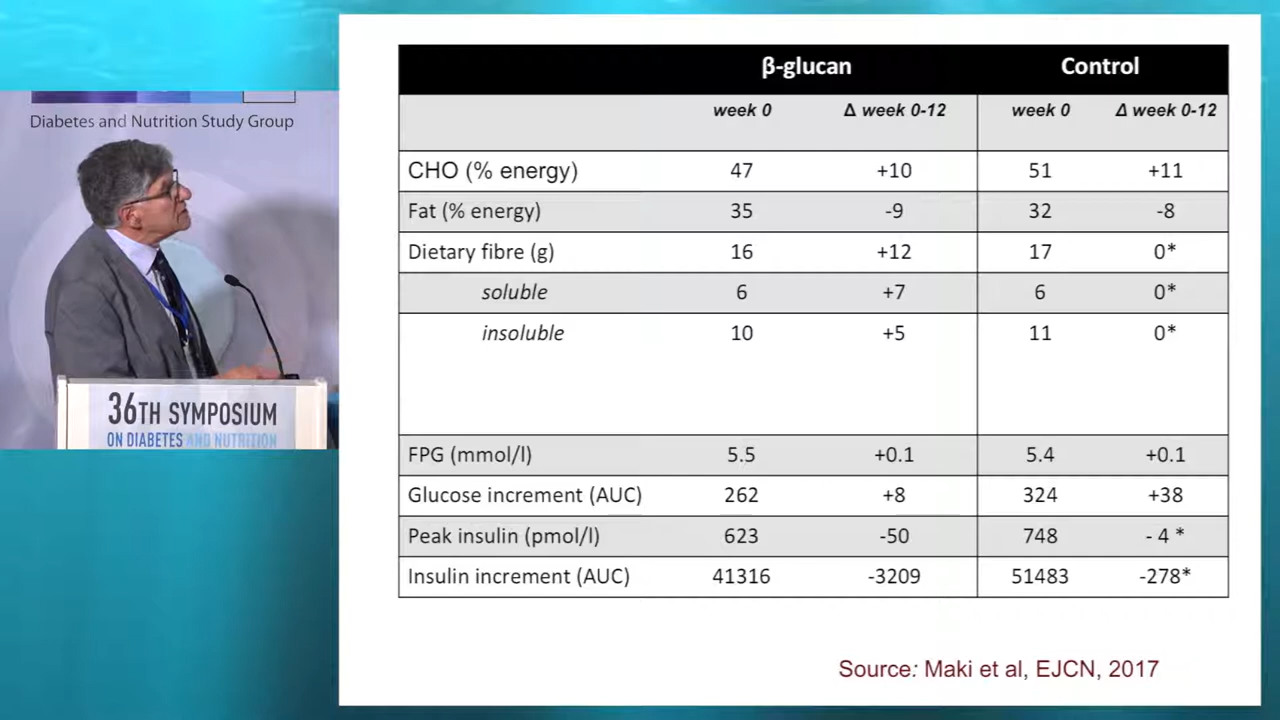 Diabetes and Nutrition Study Group
36TH SYMPOSIUM
ON DIABETES AND NUTRITION
β-glucan Control
week 0 Δ week 0-12 week 0 Δ week 0-12
CHO (% energy) 47 +10 51 +11
Fat (% energy) 35 -9 32 -8
Dietary fibre (g) 16 +12 17 0*
soluble 6 +7 6 0*
insoluble 10 +5 11 0*
FPG (mmol/l) 5.5 +0.1 5.4 +0.1
Glucose increment (AUC) 262 +8 324 +38
Peak insulin (pmol/l) 623 -50 748 - 4 *
Insulin increment (AUC) 41316 -3209 51483 -278*
Source: Maki et al, EJCN, 2017